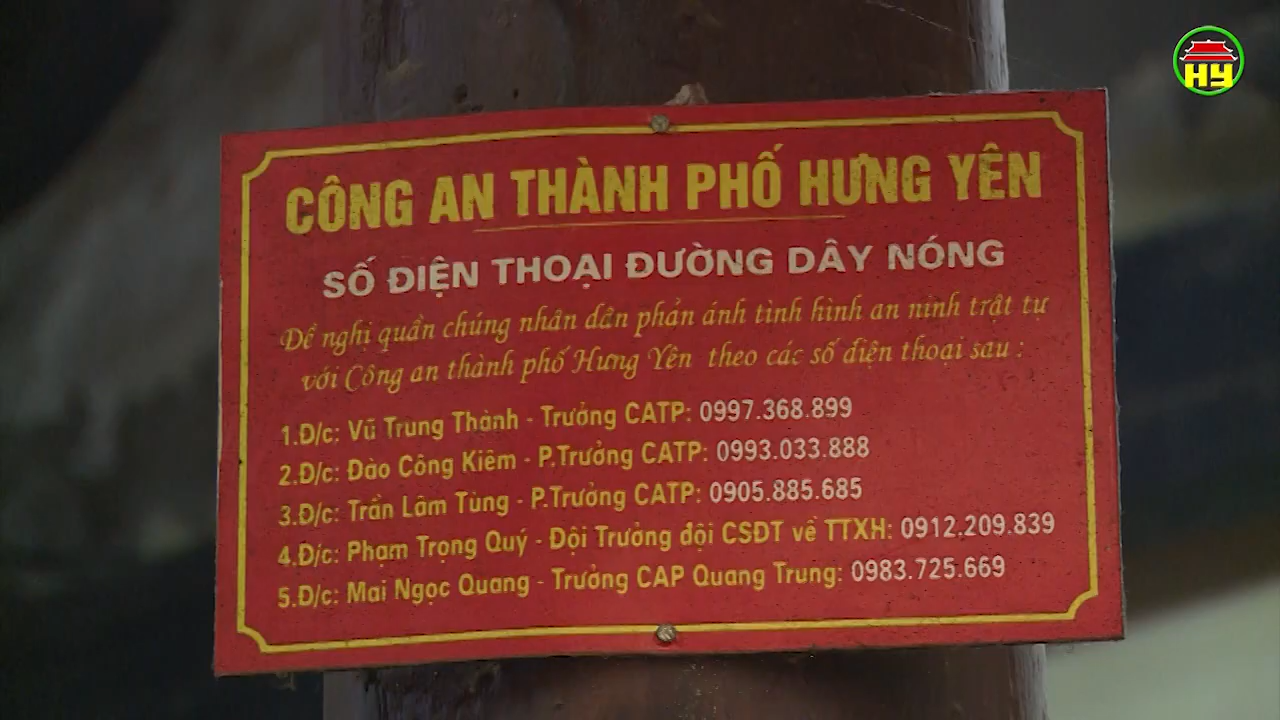 HY
CÔNG AN THÀNH PHỐ HƯNG YÊN
SỐ ĐIỆN THOẠI ĐƯỜNG DÂY NÓNG
Đề nghị quần chúng nhân dân phản ánh tình hình an ninh trật tự
với Công an thành phố Hưng Yên theo các số điện thoại sau :
1.Đ/c: Vũ Trung Thành - Trưởng CATP: 0997.368.899
2.Đ/c: Đào Công Kiêm - P.Trưởng CATP: 0993.033.888
3.Đ/c: Trần Lâm Tùng - P.Trưởng CATP: 0905.885.685
4.Đ/c: Phạm Trọng Quý - Đội Trưởng đội CSĐT về TTXH: 0912.209.839
5.Đ/c: Mai Ngọc Quang - Trưởng CAP Quang Trung: 0983.725.669